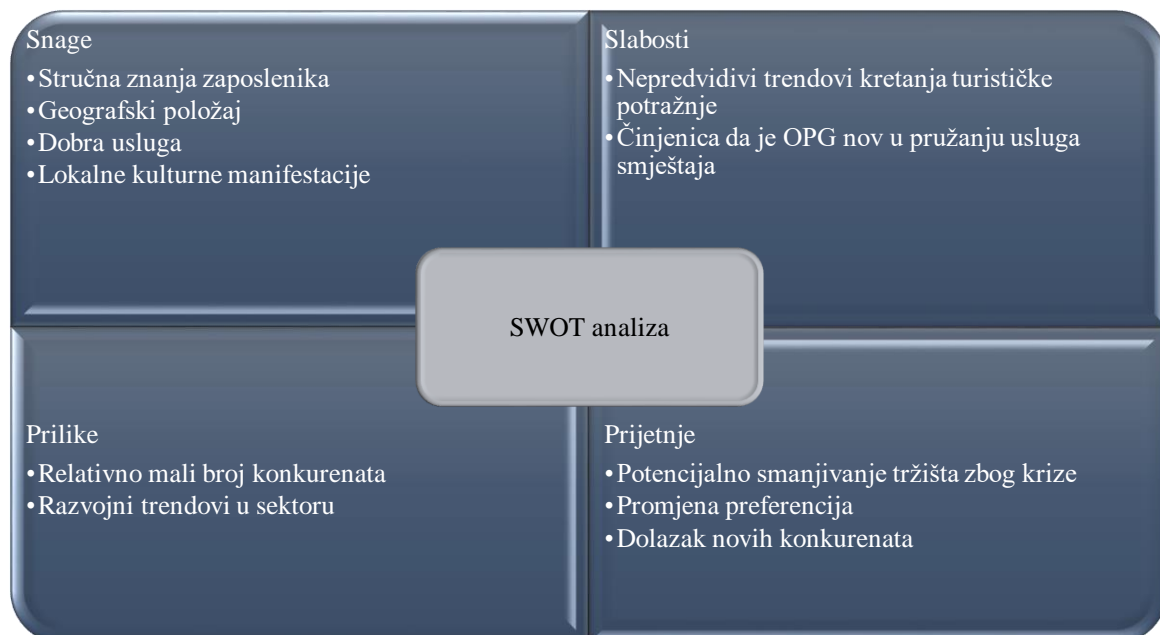 Snage
•Stručna znanja zaposlenika
•Geografski položaj
•Dobra usluga
•Lokalne kulturne manifestacije
Slabosti
•Nepredvidivi trendovi kretanja turističke
potražnje
•Činjenica da je OPG nov u pružanju usluga
smještaja
SWOT analiza
Prilike
•Relativno mali broj konkurenata
•Razvojni trendovi u sektoru
Prijetnje
•Potencijalno smanjivanje tržišta zbog krize
•Promjena preferencija
•Dolazak novih konkurenata